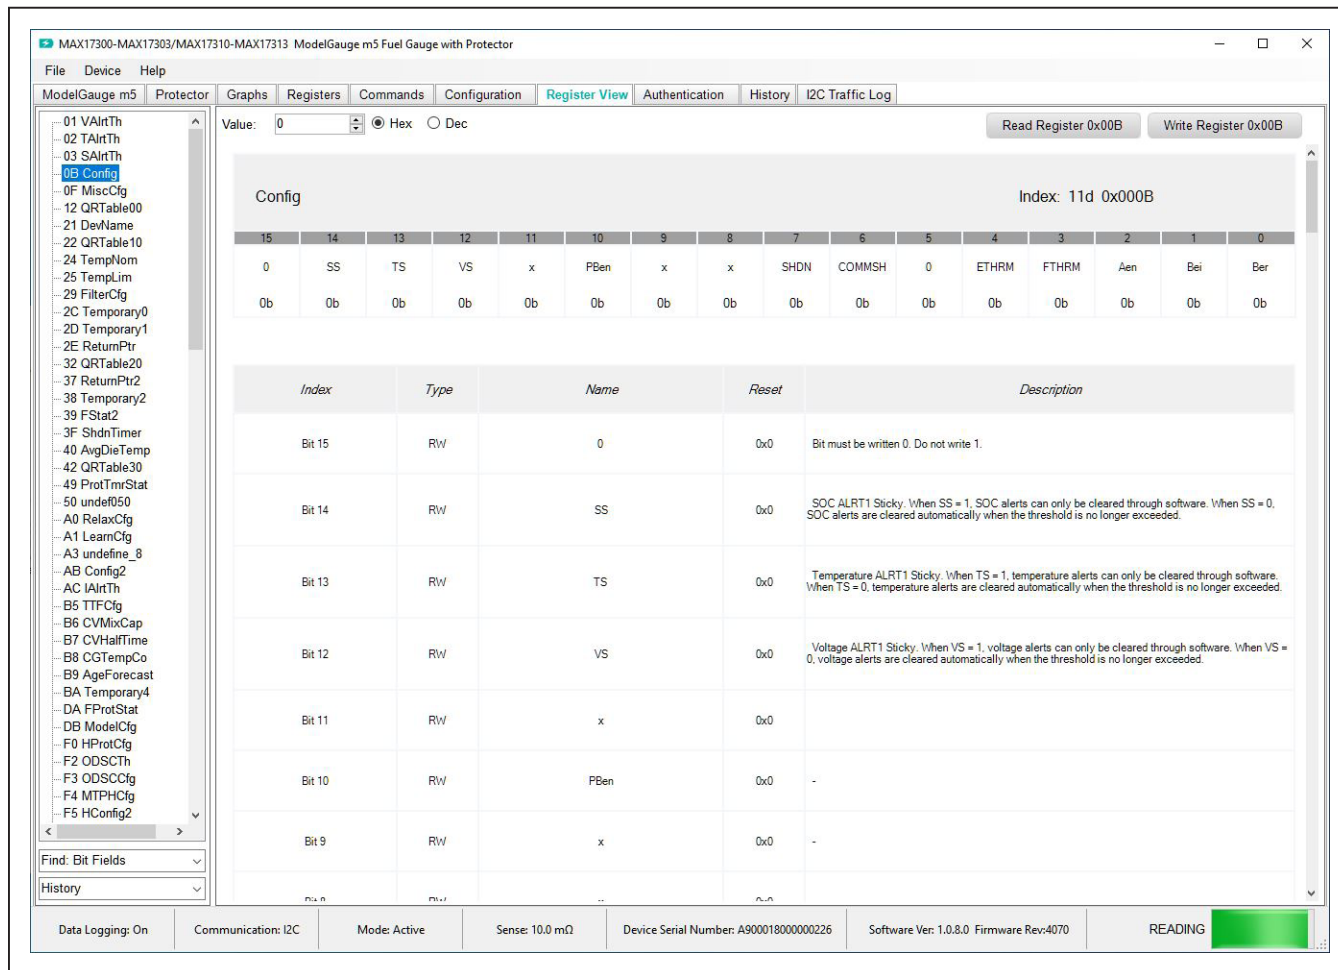 MAX17300-MAX17303/MAX17310-MAX17313 ModelGauge m5 Fuel Gauge with Protector
File Device Help
ModelGauge m5 Protector Graphs Registers Commands Configuration Register View Authentication History I2C Traffic Log
01 VAlrtTh
02 TAlrtTh
03 SAlrtTh
0B Config
0F MiscCfg
12 QRTable00
21 DevName
22 QRTable10
24 TempNom
25 TempLim
29 FilterCfg
2C Temporary0
2D Temporary1
2E ReturnPtr
32 QRTable20
37 ReturnPtr2
38 Temporary2
39 FStat2
3F ShdnTimer
40 AvgDieTemp
42 QRTable30
49 ProtTmrStat
50 undef050
A0 RelaxCfg
A1 LearnCfg
A3 undefine_8
AB Config2
AC IAlrtTh
B5 TTFCfg
B6 CVMixCap
B7 CVHalfTime
B8 CGTempCo
B9 AgeForecast
BA Temporary4
DA FProtStat
DB ModelCfg
F0 HProtCfg
F2 ODSCTh
F3 ODSCCfg
F4 MTPHCfg
F5 HConfig2
Find: Bit Fields
History
Value: 0 Hex Dec Read Register 0x00B Write Register 0x00B
Config Index: 11d 0x000B
15 14 13 12 11 10 9 8 7 6 5 4 3 2 1 0
0 SS TS VS x PBen x x SHDN COMMSH 0 ETHRM FTHRM Aen Bei Ber
0b 0b 0b 0b 0b 0b 0b 0b 0b 0b 0b 0b 0b 0b 0b 0b
Index Type Name Reset Description
Bit 15 RW 0 0x0 Bit must be written 0. Do not write 1.
Bit 14 RW SS 0x0 SOC ALRT1 Sticky. When SS = 1, SOC alerts can only be cleared through software. When SS = 0,
SOC alerts are cleared automatically when the threshold is no longer exceeded.
Bit 13 RW TS 0x0 Temperature ALRT1 Sticky. When TS = 1, temperature alerts can only be cleared through software.
When TS = 0, temperature alerts are cleared automatically when the threshold is no longer exceeded.
Bit 12 RW VS 0x0 Voltage ALRT1 Sticky. When VS = 1, voltage alerts can only be cleared through software. When VS =
0, voltage alerts are cleared automatically when the threshold is no longer exceeded.
Bit 11 RW x 0x0
Bit 10 RW PBen 0x0 -
Bit 9 RW x 0x0 -
Data Logging: On Communication: I2C Mode: Active Sense: 10.0 mΩ Device Serial Number: A900018000000226 Software Ver: 1.0.8.0 Firmware Rev:4070 READING